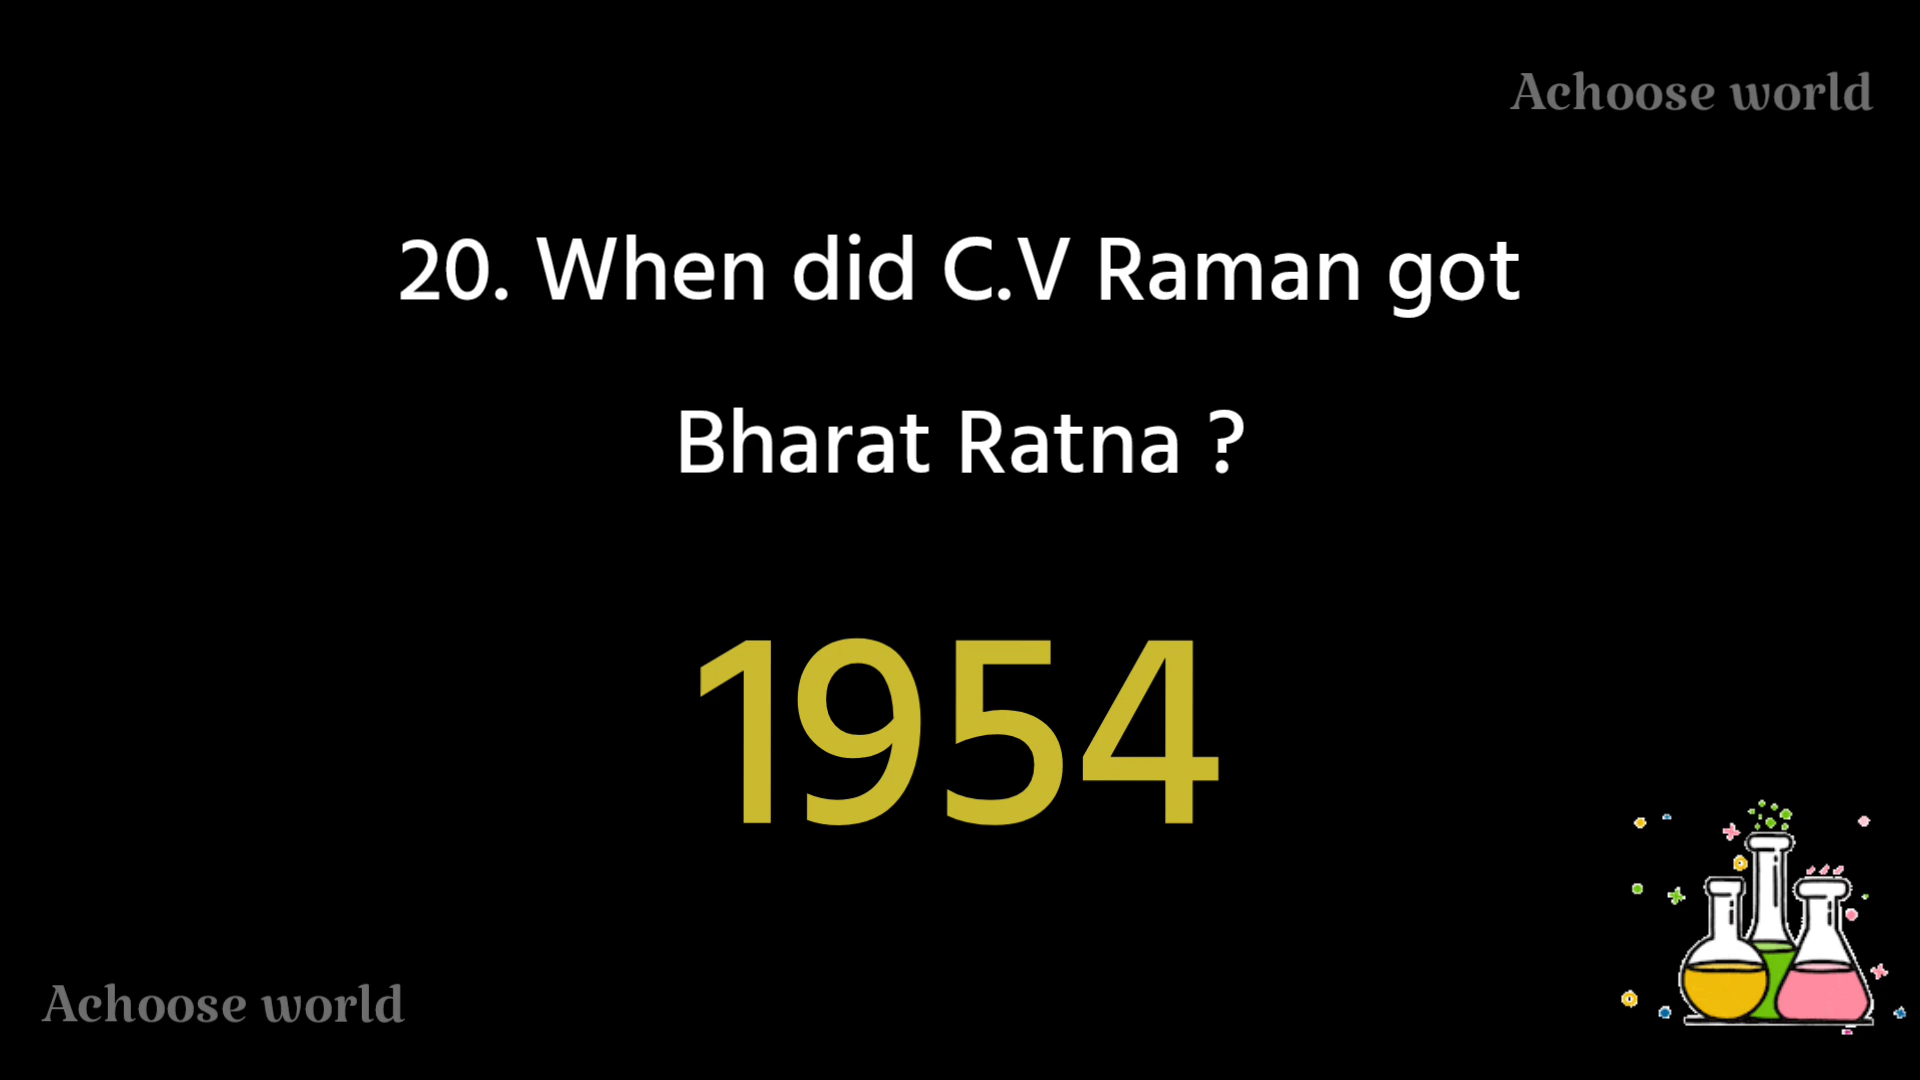 Achoose world
20. When did C.V Raman got
Bharat Ratna ?
1954
Achoose world